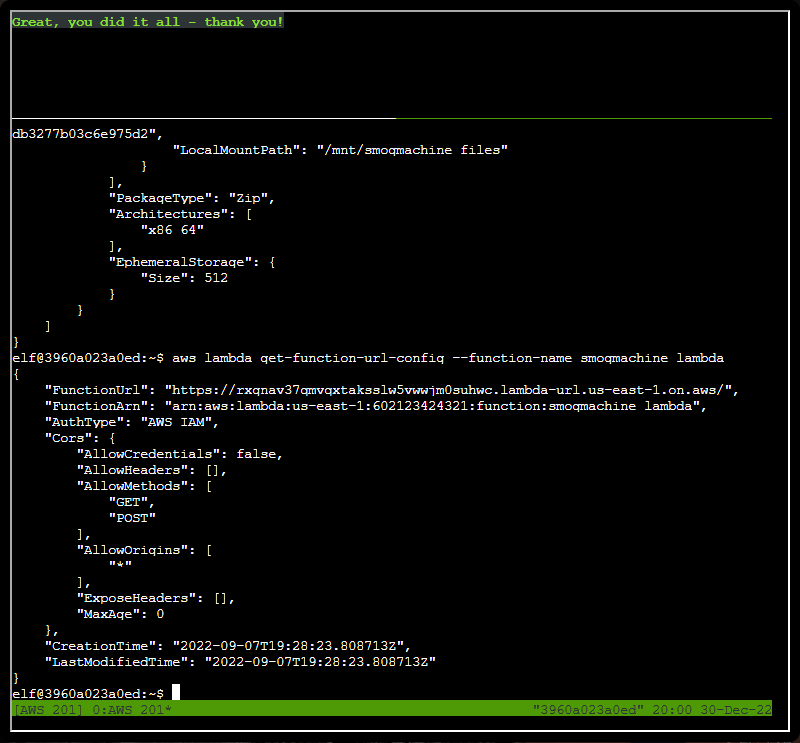 Great, you did it all - thank you!
db3277b03c6e975d2",
"LocalMountPath": "/mnt/smogmachine files"
}
],
"PackageType": "Zip",
"Architectures": [
"x86 64"
],
"EphemeralStorage": {
"Size": 512
}
}
]
}
elf@3960a023a0ed:~$ aws lambda get-function-url-config --function-name smogmachine lambda
{
"FunctionUrl": "https://rxgnav37qmvqxtaksslw5vwwjm0suhwc.lambda-url.us-east-1.on.aws/",
"FunctionArn": "arn:aws:lambda:us-east-1:602123424321:function:smogmachine lambda",
"AuthType": "AWS IAM",
"Cors": {
"AllowCredentials": false,
"AllowHeaders": [],
"AllowMethods": [
"GET",
"POST"
],
"AllowOrigins": [
"*"
],
"ExposeHeaders": [],
"MaxAge": 0
},
"CreationTime": "2022-09-07T19:28:23.808713Z",
"LastModifiedTime": "2022-09-07T19:28:23.808713Z"
}
elf@3960a023a0ed:~$
[AWS 201] 0:AWS 201* "3960a023a0ed" 20:00 30-Dec-22